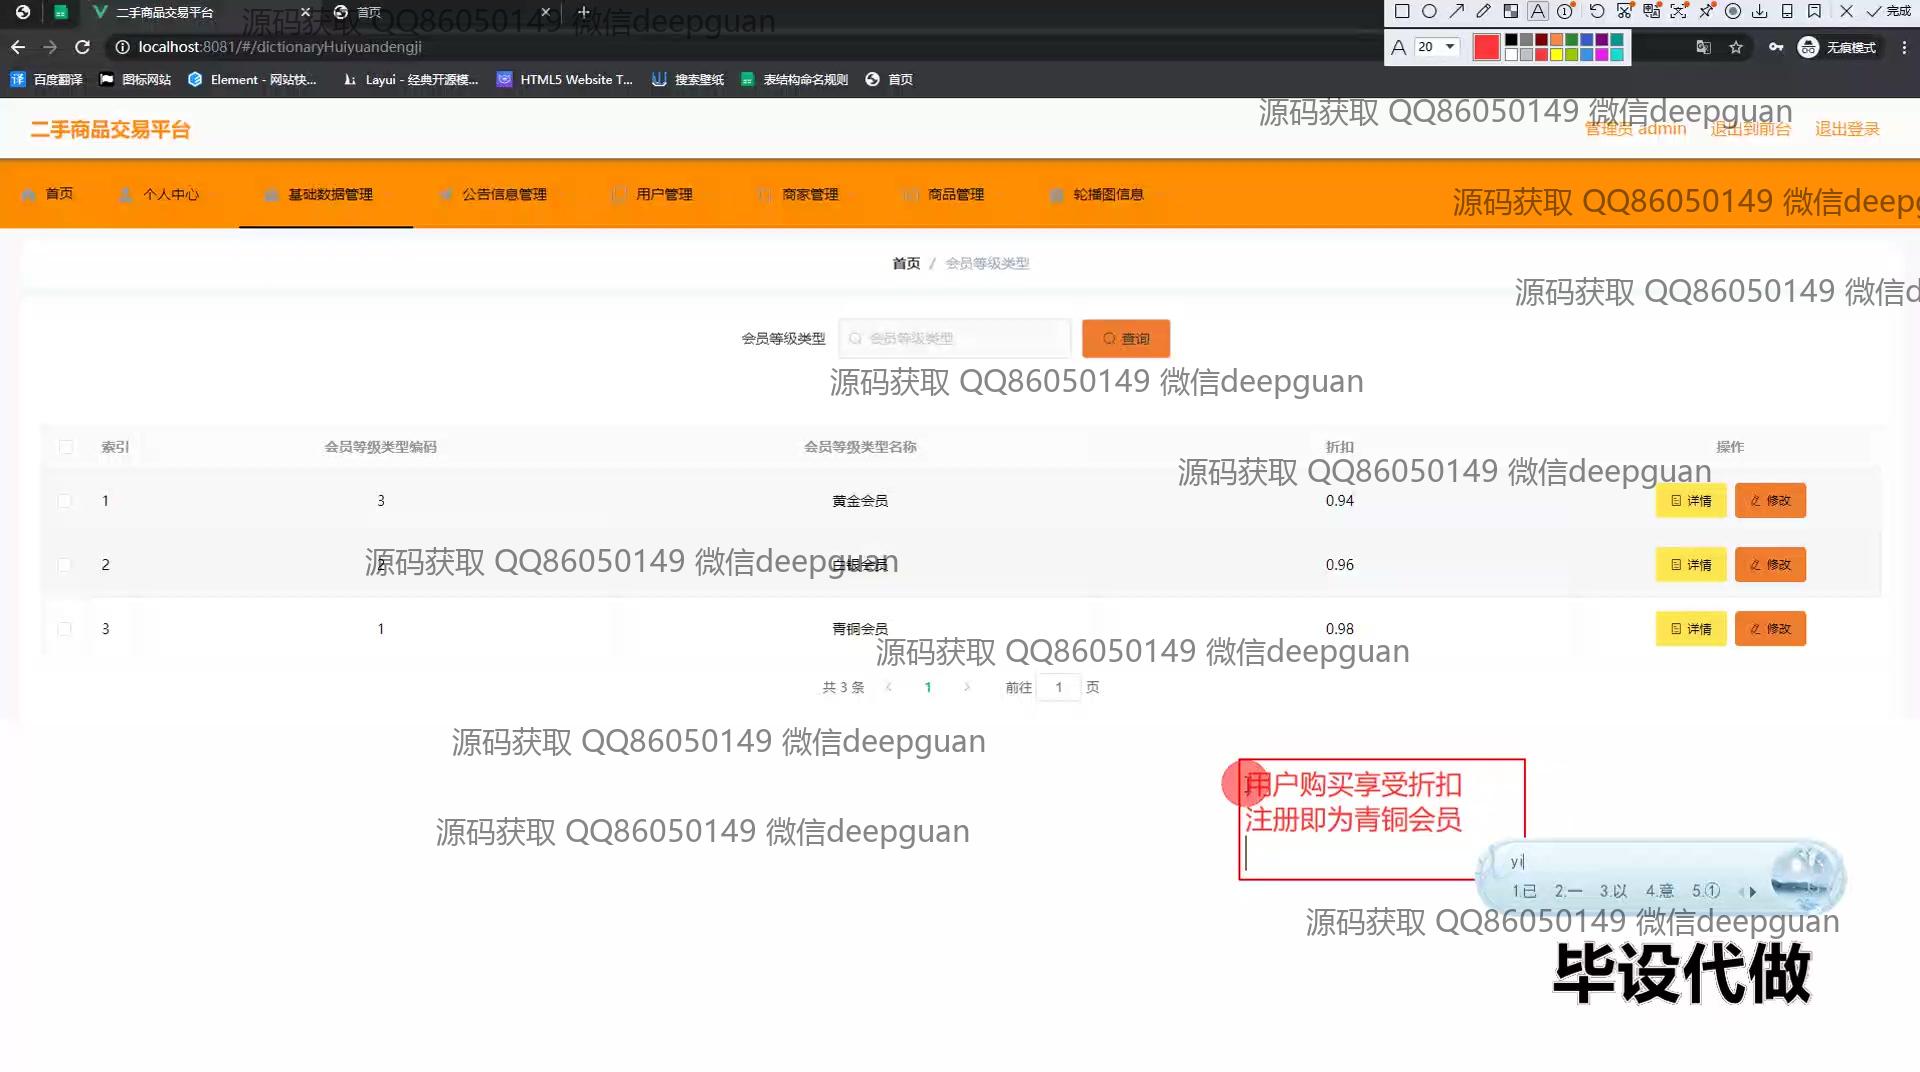 二手商品交易平台
首页
源码获取 QQ86050149 微信deepguan
完成
localhost:8081/#/dictionaryHuiyuandengji
A 20
无痕模式
百度翻译
图标网站
Element - 网站快...
Layui - 经典开源模...
HTML5 Website T...
搜索壁纸
表结构命名规则
首页
源码获取 QQ86050149 微信deepguan
二手商品交易平台
管理员 admin
退出到前台
退出登录
首页
个人中心
基础数据管理
公告信息管理
用户管理
商家管理
商品管理
轮播图信息
源码获取 QQ86050149 微信deepg
首页 / 会员等级类型
源码获取 QQ86050149 微信d
会员等级类型
会员等级类型
查询
源码获取 QQ86050149 微信deepguan
索引 会员等级类型编码 会员等级类型名称 折扣 操作
源码获取 QQ86050149 微信deepguan
1 3 黄金会员 0.94 详情 修改
源码获取 QQ86050149 微信deepguan
2 2 白银会员 0.96 详情 修改
3 1 青铜会员 0.98 详情 修改
源码获取 QQ86050149 微信deepguan
共 3 条 1 前往 1 页
源码获取 QQ86050149 微信deepguan
用户购买享受折扣
注册即为青铜会员
源码获取 QQ86050149 微信deepguan
yi
1.已 2.一 3.以 4.意 5.①
源码获取 QQ86050149 微信deepguan
毕设代做